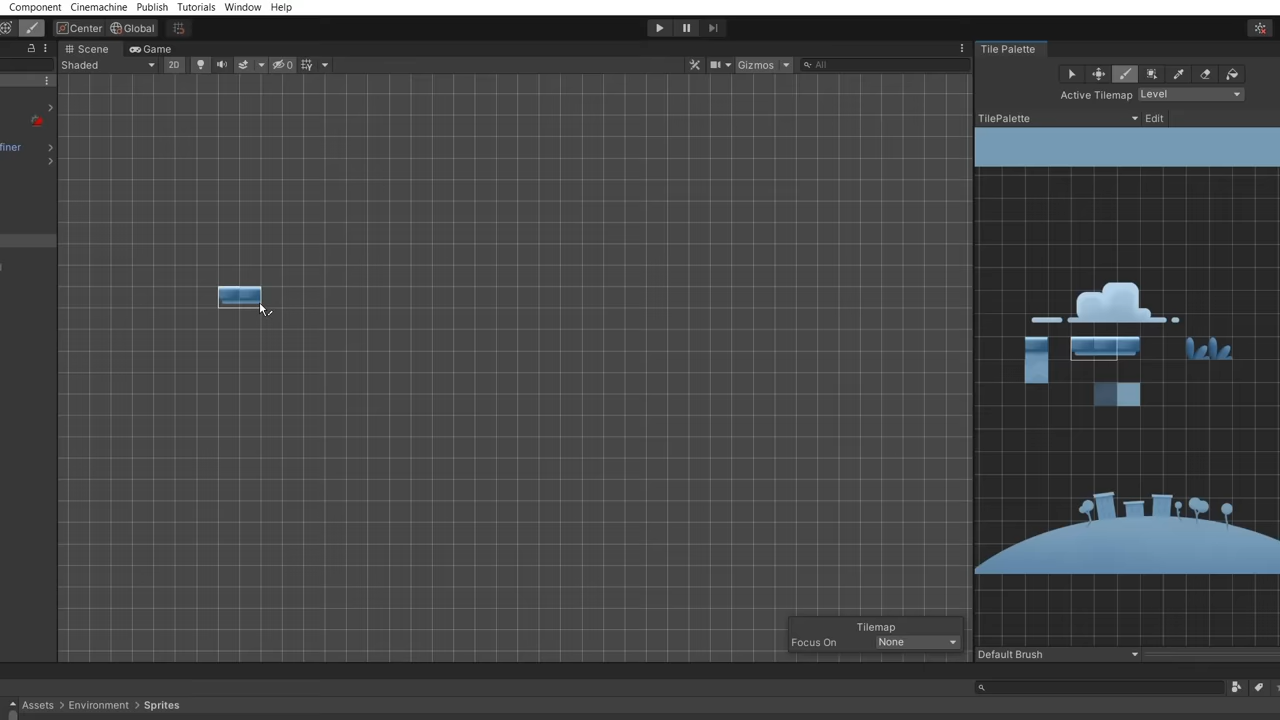 Component Cinemachine Publish Tutorials Window Help
Center Global
Scene Game
Shaded 2D 0 Gizmos All
Tile Palette
Active Tilemap Level
TilePalette Edit
finer
Tilemap
Focus On None
Default Brush
Assets > Environment > Sprites